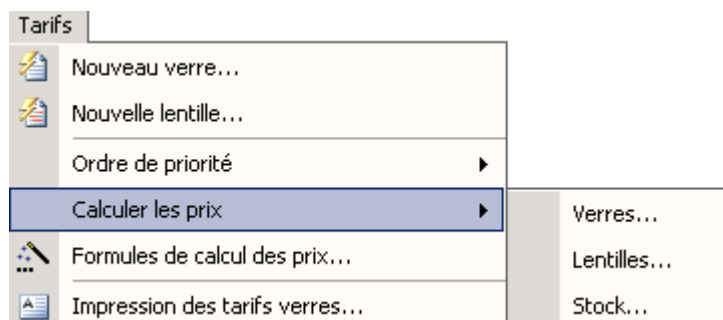 Tarifs
Nouveau verre...
Nouvelle lentille...
Ordre de priorité
Calculer les prix
Verres...
Formules de calcul des prix...
Lentilles...
Impression des tarifs verres...
Stock...